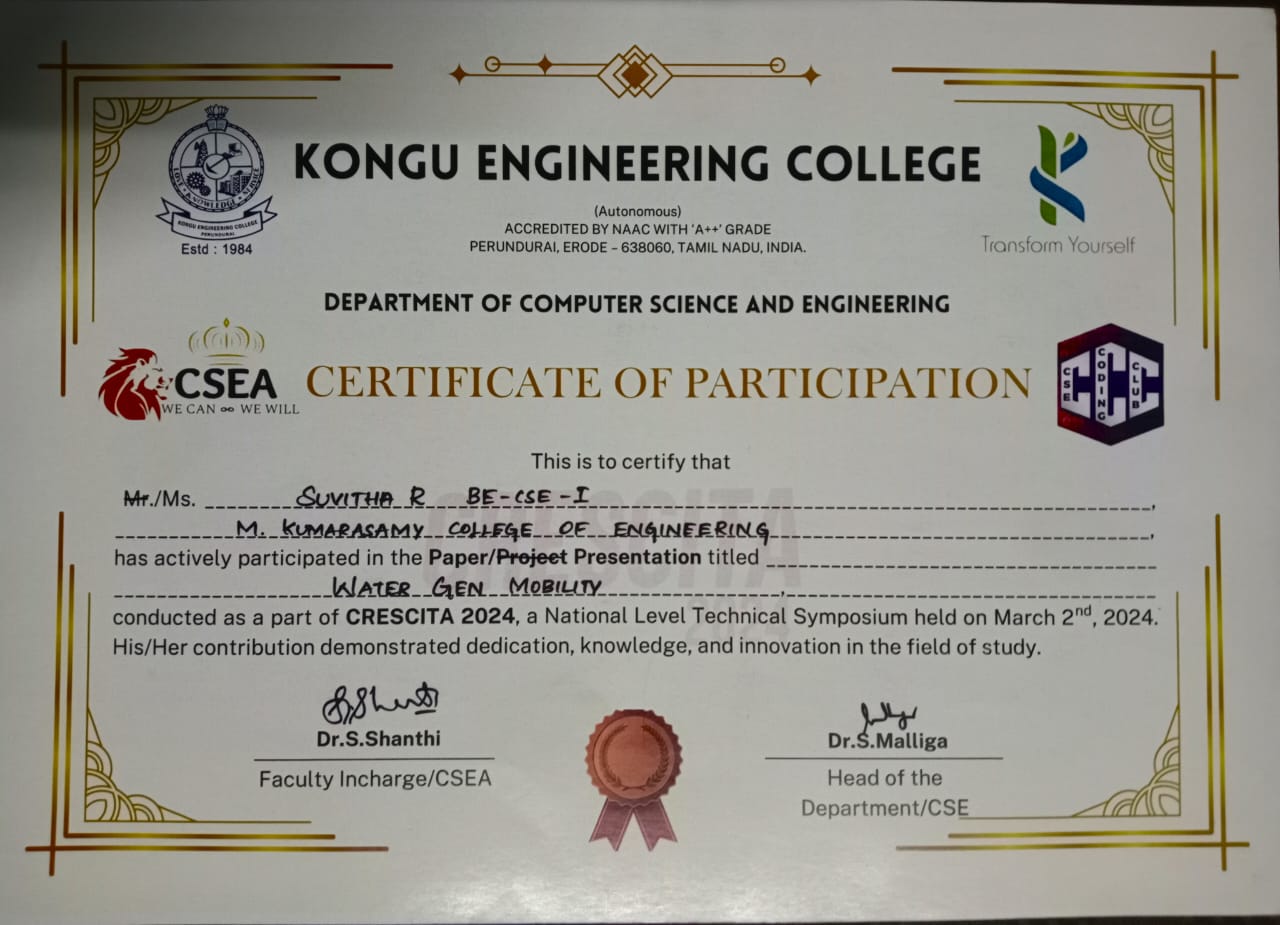 KONGU ENGINEERING COLLEGE
(Autonomous)
ACCREDITED BY NAAC WITH ‘A++’ GRADE
PERUNDURAI, ERODE – 638060, TAMIL NADU, INDIA.
LOVE • KNOWLEDGE • SERVICE
KONGU ENGINEERING COLLEGE
PERUNDURAI
Estd : 1984
Transform Yourself
DEPARTMENT OF COMPUTER SCIENCE AND ENGINEERING
CSEA
WE CAN ∞ WE WILL
CERTIFICATE OF PARTICIPATION
CSE
CODING
CLUB
CCC
This is to certify that
Mr./Ms. SUVITHA R BE-CSE-I,
M. KUMARASAMY COLLEGE OF ENGINEERING,
has actively participated in the Paper/Project Presentation titled
WATER GEN MOBILITY,
conducted as a part of CRESCITA 2024, a National Level Technical Symposium held on March 2nd, 2024.
His/Her contribution demonstrated dedication, knowledge, and innovation in the field of study.
CRESCITA
2024
S.Shanthi
Dr.S.Shanthi
Faculty Incharge/CSEA
Dr.S.Malliga
Head of the
Department/CSE